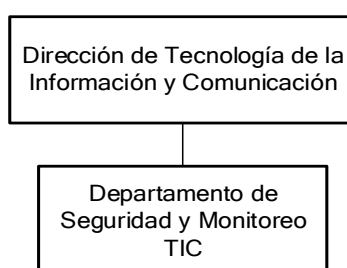 Dirección de Tecnología de la
Información y Comunicación
Departamento de
Seguridad y Monitoreo
TIC